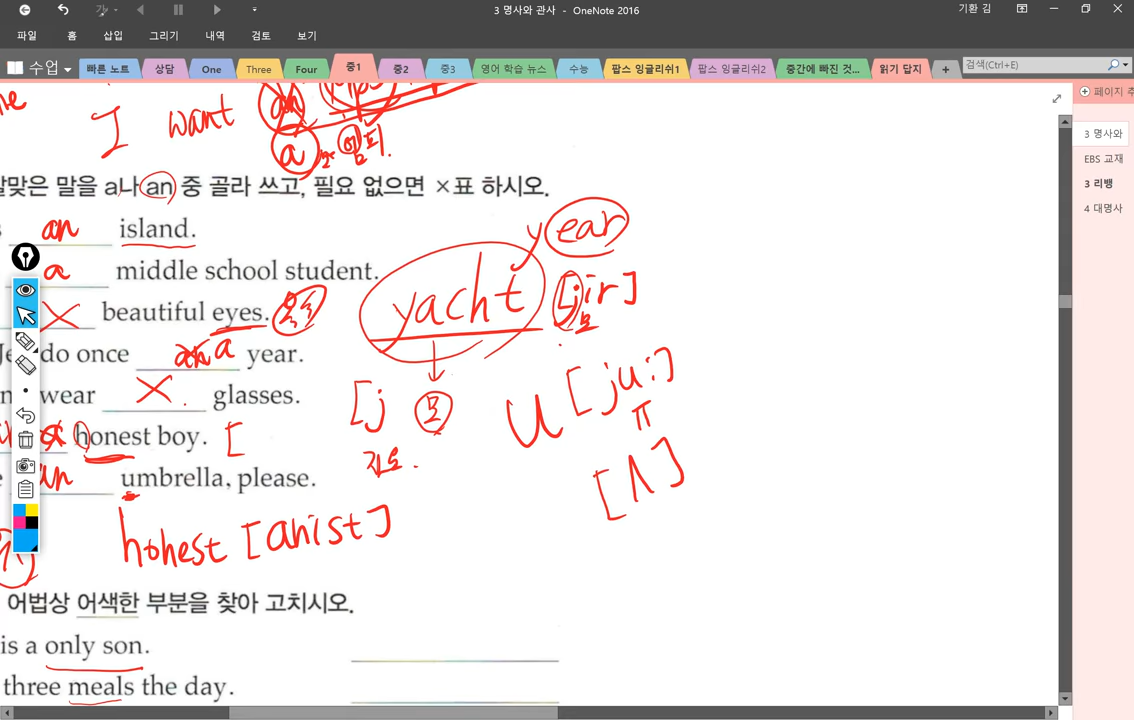 3 명사와 관사 - OneNote 2016
기환 김
파일 홈 삽입 그리기 내역 검토 보기
수업 빠른 노트 상담 One Three Four 중1 중2 중3 영어 학습 뉴스 수능 팝스 잉글리쉬1 팝스 잉글리쉬2 중간에 빠진 것... 읽기 답지 + 검색(Ctrl+E)
페이지 추
3 명사와
EBS 교재
3 리뱅
4 대명사
I want
a
알맞은 말을 a나 an 중 골라 쓰고, 필요 없으면 ×표 하시오.
year
an island.
a middle school student.
yacht [jir]
모
X beautiful eyes. 복수
do once an a year.
[ju:]
wear X glasses.
[j 모
u
ㅠ
honest boy. [
자음.
[ʌ]
an umbrella, please.
honest [anist]
어법상 어색한 부분을 찾아 고치시오.
is a only son.
three meals the day.